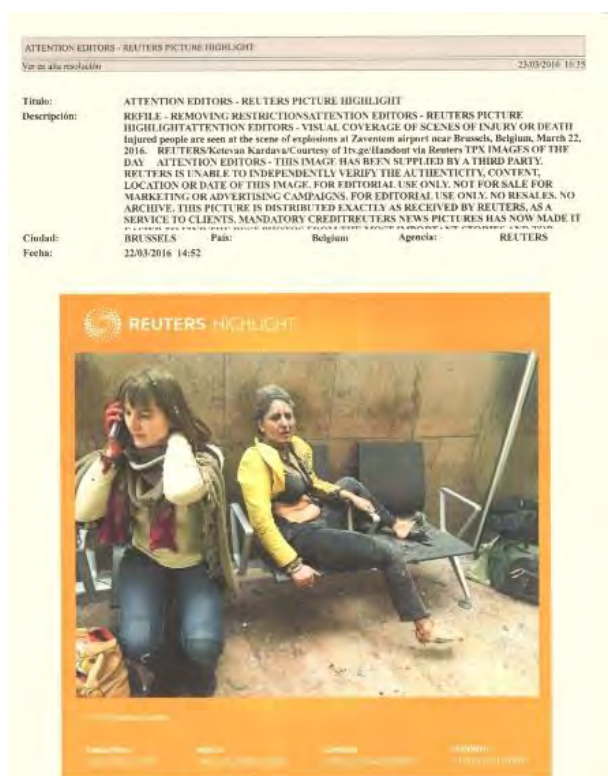 ATTENTION EDITORS - REUTERS PICTURE HIGHLIGHT
Ver en alta resolución 23/03/2016 16:35
Título: ATTENTION EDITORS - REUTERS PICTURE HIGHLIGHT
Descripción: REFILE - REMOVING RESTRICTIONSATTENTION EDITORS - REUTERS PICTURE
HIGHLIGHTATTENTION EDITORS - VISUAL COVERAGE OF SCENES OF INJURY OR DEATH
Injured people are seen at the scene of explosions at Zaventem airport near Brussels, Belgium, March 22,
2016. REUTERS/Ketevan Kardava/Courtesy of 1tv.ge/Handout via Reuters TPX IMAGES OF THE
DAY ATTENTION EDITORS - THIS IMAGE HAS BEEN SUPPLIED BY A THIRD PARTY.
REUTERS IS UNABLE TO INDEPENDENTLY VERIFY THE AUTHENTICITY, CONTENT,
LOCATION OR DATE OF THIS IMAGE. FOR EDITORIAL USE ONLY. NOT FOR SALE FOR
MARKETING OR ADVERTISING CAMPAIGNS. FOR EDITORIAL USE ONLY. NO RESALES. NO
ARCHIVE. THIS PICTURE IS DISTRIBUTED EXACTLY AS RECEIVED BY REUTERS, AS A
SERVICE TO CLIENTS. MANDATORY CREDITREUTERS NEWS PICTURES HAS NOW MADE IT
Ciudad: BRUSSELS País: Belgium Agencia: REUTERS
Fecha: 22/03/2016 14:52
REUTERS HIGHLIGHT